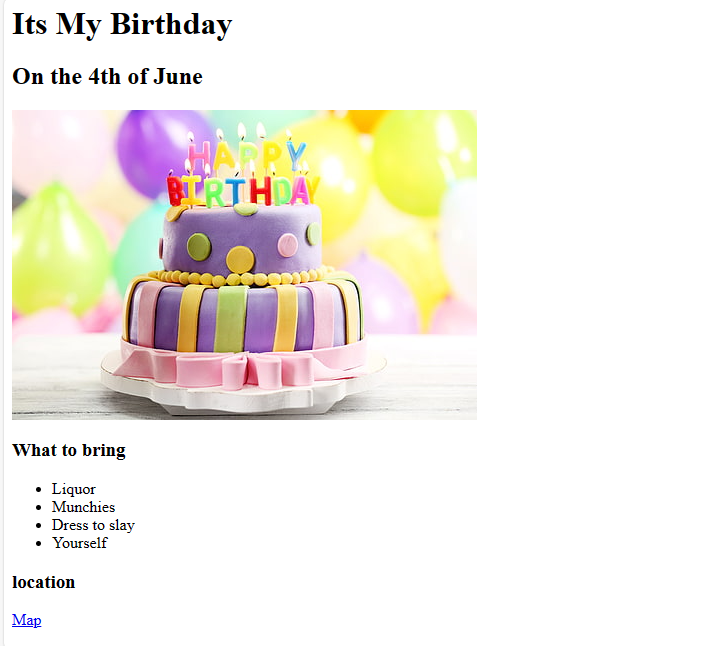 Its My Birthday
On the 4th of June
HAPPY
BIRTHDAY
What to bring
Liquor
Munchies
Dress to slay
Yourself
location
Map